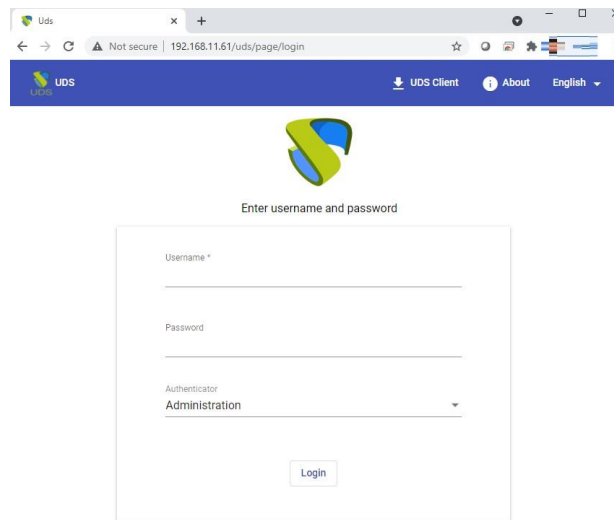 Uds
Not secure | 192.168.11.61/uds/page/login
UDS UDS UDS Client About English
Enter username and password
Username *
Password
Authenticator
Administration
Login